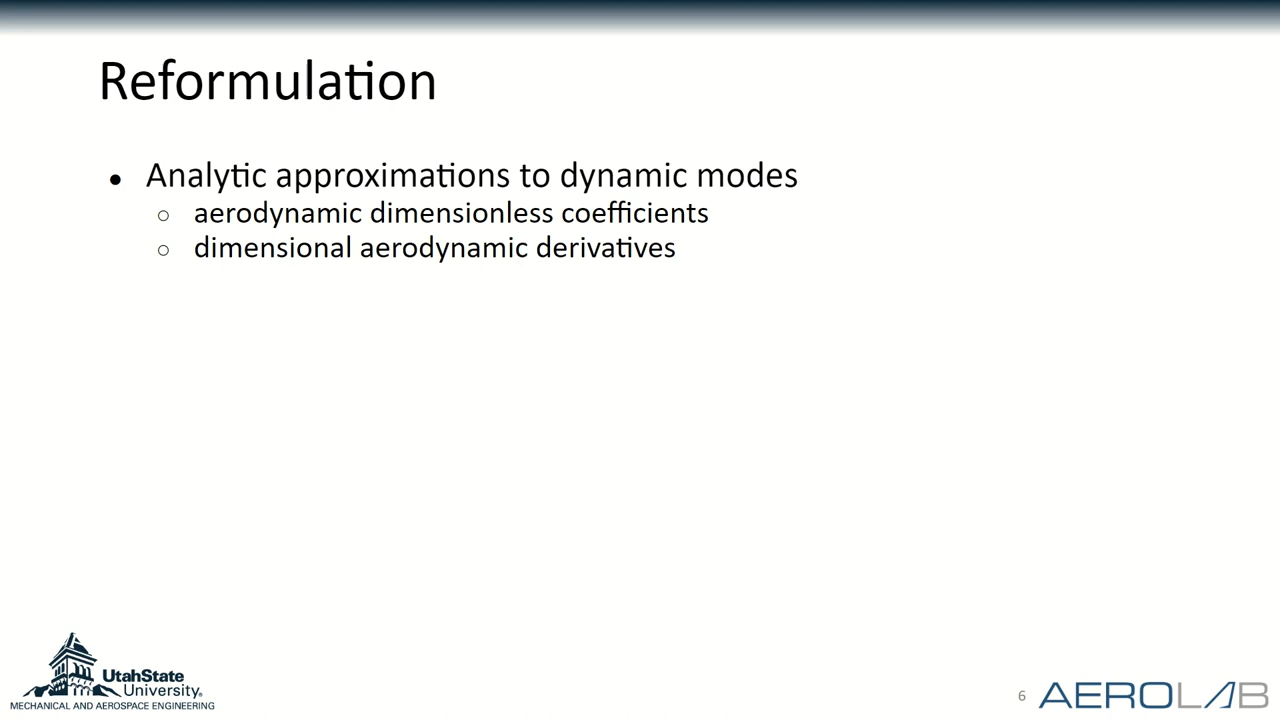 Reformulation
● Analytic approximations to dynamic modes
○ aerodynamic dimensionless coefficients
○ dimensional aerodynamic derivatives
UtahState
University®
MECHANICAL AND AEROSPACE ENGINEERING
6
AEROLAB